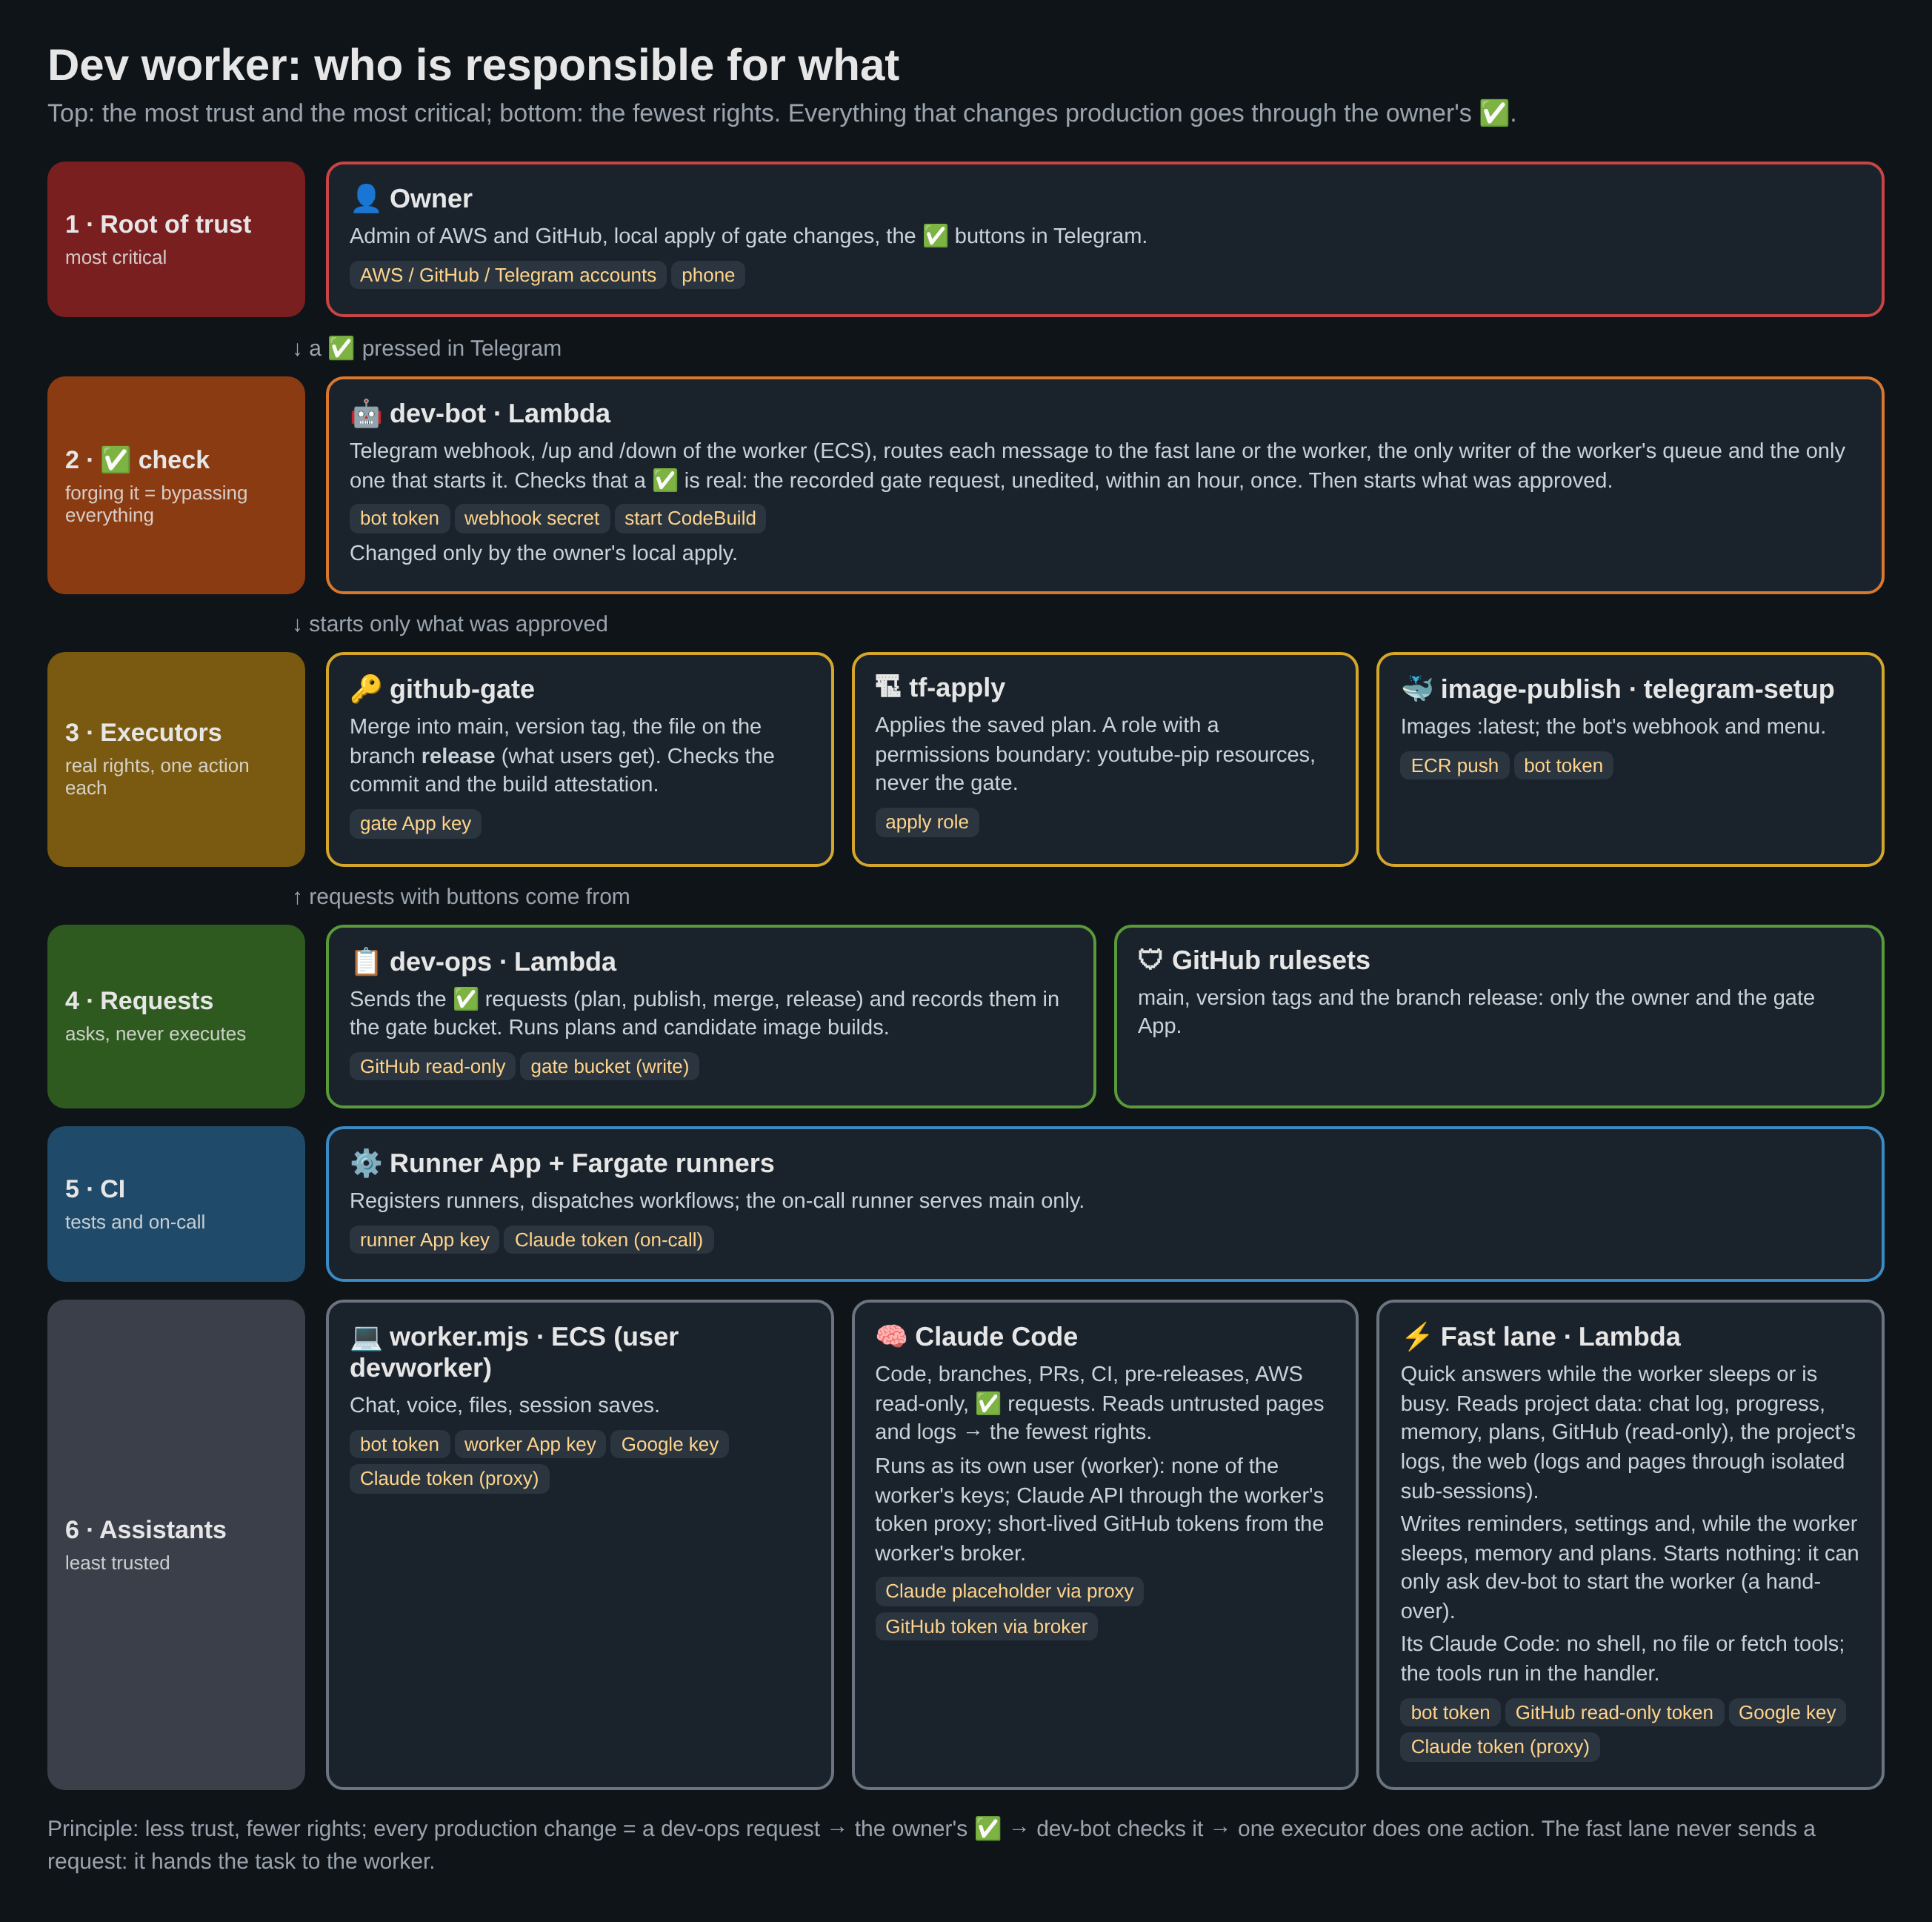 Dev worker: who is responsible for what
Top: the most trust and the most critical; bottom: the fewest rights. Everything that changes production goes through the owner's ✅.
1 · Root of trust
most critical
👤 Owner
Admin of AWS and GitHub, local apply of gate changes, the ✅ buttons in Telegram.
AWS / GitHub / Telegram accounts
phone
↓ a ✅ pressed in Telegram
2 · ✅ check
forging it = bypassing
everything
🤖 dev-bot · Lambda
Telegram webhook, /up and /down of the worker (ECS), routes each message to the fast lane or the worker, the only writer of the worker's queue and the only
one that starts it. Checks that a ✅ is real: the recorded gate request, unedited, within an hour, once. Then starts what was approved.
bot token
webhook secret
start CodeBuild
Changed only by the owner's local apply.
↓ starts only what was approved
3 · Executors
real rights, one action
each
🔑 github-gate
Merge into main, version tag, the file on the
branch release (what users get). Checks the
commit and the build attestation.
gate App key
🏗 tf-apply
Applies the saved plan. A role with a
permissions boundary: youtube-pip resources,
never the gate.
apply role
🐳 image-publish · telegram-setup
Images :latest; the bot's webhook and menu.
ECR push
bot token
↑ requests with buttons come from
4 · Requests
asks, never executes
📋 dev-ops · Lambda
Sends the ✅ requests (plan, publish, merge, release) and records them in
the gate bucket. Runs plans and candidate image builds.
GitHub read-only
gate bucket (write)
🛡 GitHub rulesets
main, version tags and the branch release: only the owner and the gate
App.
5 · CI
tests and on-call
⚙️ Runner App + Fargate runners
Registers runners, dispatches workflows; the on-call runner serves main only.
runner App key
Claude token (on-call)
6 · Assistants
least trusted
💻 worker.mjs · ECS (user
devworker)
Chat, voice, files, session saves.
bot token
worker App key
Google key
Claude token (proxy)
🧠 Claude Code
Code, branches, PRs, CI, pre-releases, AWS
read-only, ✅ requests. Reads untrusted pages
and logs → the fewest rights.
Runs as its own user (worker): none of the
worker's keys; Claude API through the worker's
token proxy; short-lived GitHub tokens from the
worker's broker.
Claude placeholder via proxy
GitHub token via broker
⚡ Fast lane · Lambda
Quick answers while the worker sleeps or is
busy. Reads project data: chat log, progress,
memory, plans, GitHub (read-only), the project's
logs, the web (logs and pages through isolated
sub-sessions).
Writes reminders, settings and, while the worker
sleeps, memory and plans. Starts nothing: it can
only ask dev-bot to start the worker (a hand-
over).
Its Claude Code: no shell, no file or fetch tools;
the tools run in the handler.
bot token
GitHub read-only token
Google key
Claude token (proxy)
Principle: less trust, fewer rights; every production change = a dev-ops request → the owner's ✅ → dev-bot checks it → one executor does one action. The fast lane never sends a
request: it hands the task to the worker.